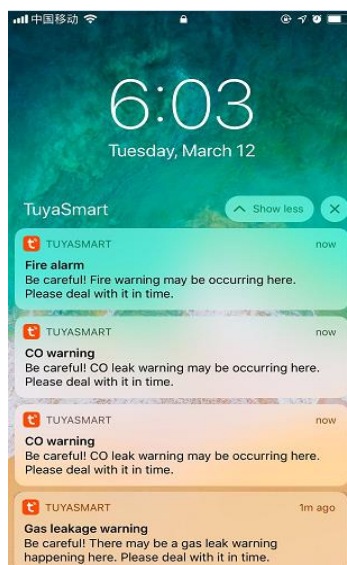 中国移动
6:03
Tuesday, March 12
TuyaSmart
Show less
TUYASMART now
Fire alarm
Be careful! Fire warning may be occurring here.
Please deal with it in time.
TUYASMART now
CO warning
Be careful! CO leak warning may be occurring here.
Please deal with it in time.
TUYASMART now
CO warning
Be careful! CO leak warning may be occurring here.
Please deal with it in time.
TUYASMART 1m ago
Gas leakage warning
Be careful! There may be a gas leak warning
happening here. Please deal with it in time.